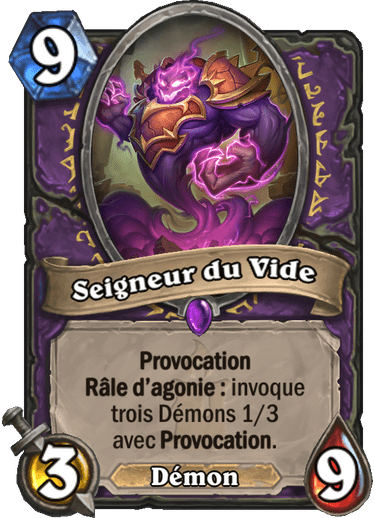 9
Seigneur du Vide
Provocation
Râle d’agonie : invoque
trois Démons 1/3
avec Provocation.
3
Démon
9